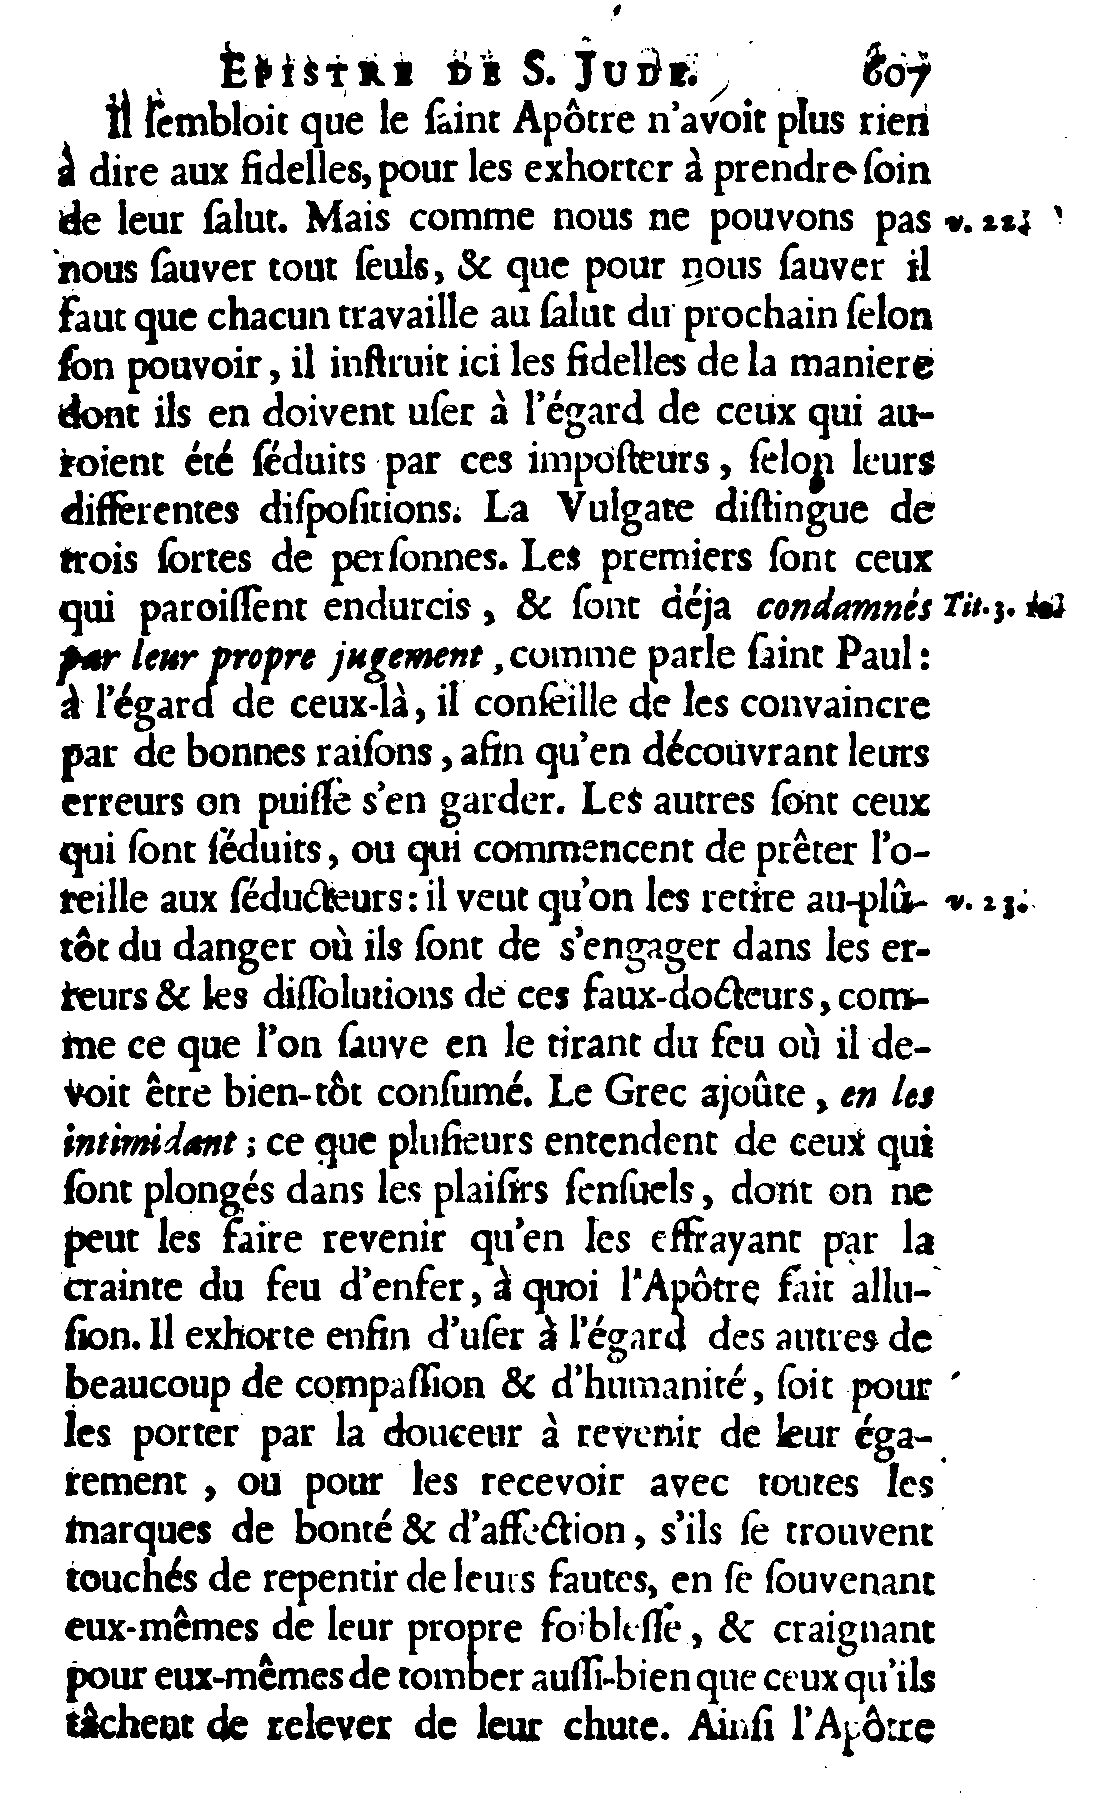 EPISTRE DE S. JUDE. 607
Il ſembloit que le ſaint Apôtre n'avoit plus rien
à dire aux fidelles, pour les exhorter à prendre ſoin
de leur ſalut. Mais comme nous ne pouvons pas v. 22.
nous ſauver tout ſeuls, & que pour nous ſauver il
faut que chacun travaille au ſalut du prochain ſelon
ſon pouvoir, il inſtruit ici les fidelles de la maniere
dont ils en doivent uſer à l'égard de ceux qui au-
roient été ſéduits par ces impoſteurs, ſelon leurs
differentes diſpoſitions. La Vulgate diſtingue de
trois ſortes de perſonnes. Les premiers ſont ceux
qui paroiſſent endurcis, & ſont déja condamnés Tit. 3.
par leur propre jugement, comme parle ſaint Paul:
à l'égard de ceux-là, il conſeille de les convaincre
par de bonnes raiſons, afin qu'en découvrant leurs
erreurs on puiſſe s'en garder. Les autres ſont ceux
qui ſont ſéduits, ou qui commencent de prêter l'o-
reille aux ſéducteurs: il veut qu'on les retire au-plû- v. 23.
tôt du danger où ils ſont de s'engager dans les er-
reurs & les diſſolutions de ces faux-docteurs, com-
me ce que l'on ſauve en le tirant du feu où il de-
voit être bien-tôt conſumé. Le Grec ajoûte, en les
intimidant; ce que pluſieurs entendent de ceux qui
ſont plongés dans les plaiſirs ſenſuels, dont on ne
peut les faire revenir qu'en les effrayant par la
crainte du feu d'enfer, à quoi l'Apôtre fait allu-
ſion. Il exhorte enfin d'uſer à l'égard des autres de
beaucoup de compaſſion & d'humanité, ſoit pour
les porter par la douceur à revenir de leur éga-
rement, ou pour les recevoir avec toutes les
marques de bonté & d'affection, s'ils ſe trouvent
touchés de repentir de leurs fautes, en ſe ſouvenant
eux-mêmes de leur propre foibleſſe, & craignant
pour eux-mêmes de tomber auſſi-bien que ceux qu'ils
tâchent de relever de leur chute. Ainſi l'Apôtre